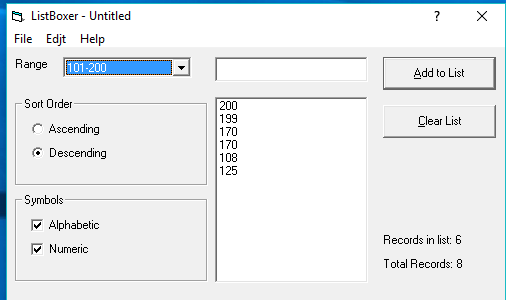 ListBoxer - Untitled
File Edjt Help
Range 101-200
Add to List
Sort Order
Ascending
Descending
200
199
170
170
108
125
Clear List
Symbols
Alphabetic
Numeric
Records in list: 6
Total Records: 8